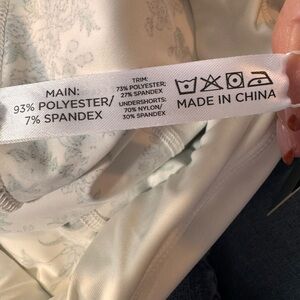 MAIN:
93% POLYESTER/
7% SPANDEX
TRIM:
73% POLYESTER;
27% SPANDEX
UNDERSHORTS:
70% NYLON/
30% SPANDEX
MADE IN CHINA